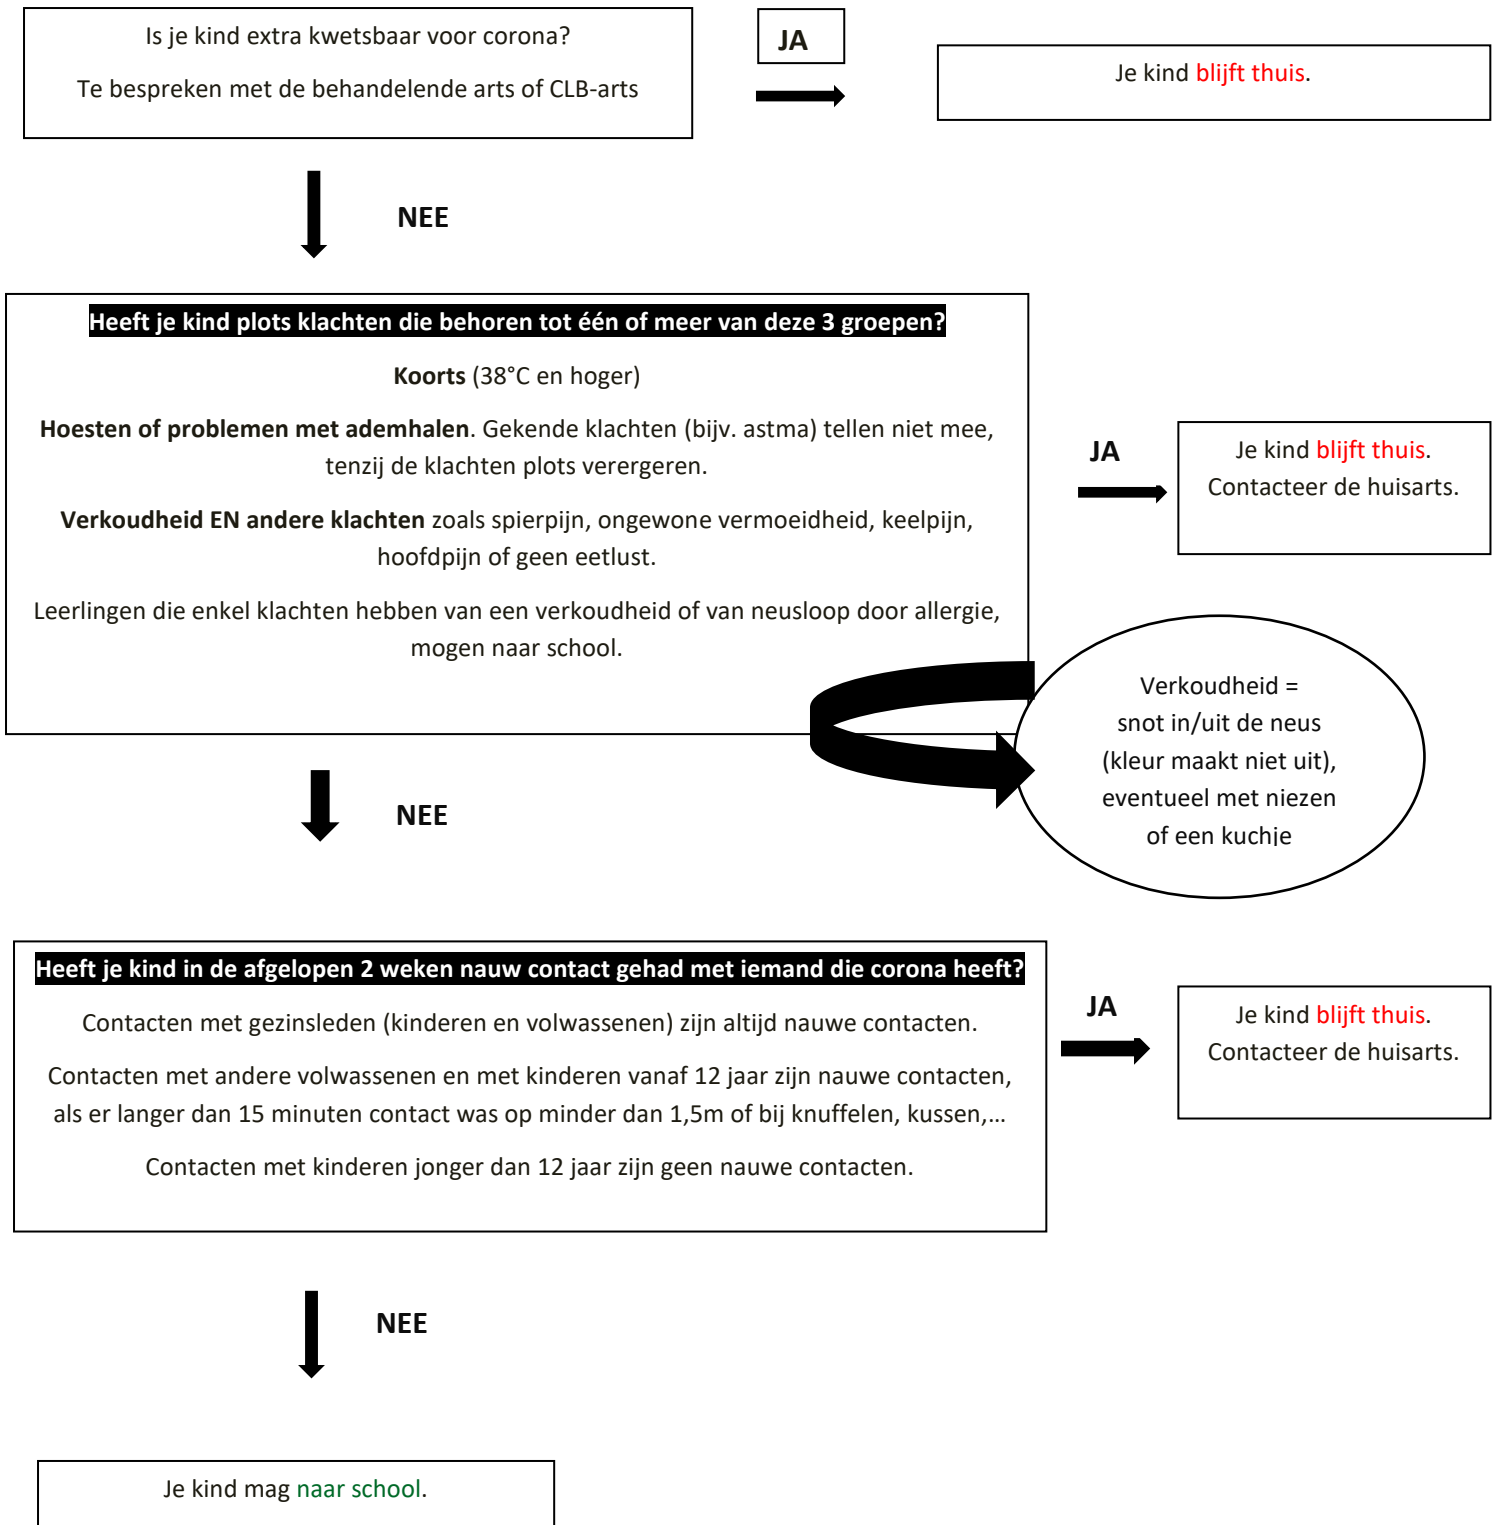 Is je kind extra kwetsbaar voor corona?
Te bespreken met de behandelende arts of CLB-arts
JA
Je kind blijft thuis.
NEE
Heeft je kind plots klachten die behoren tot één of meer van deze 3 groepen?
Koorts (38°C en hoger)
Hoesten of problemen met ademhalen. Gekende klachten (bijv. astma) tellen niet mee,
tenzij de klachten plots verergeren.
Verkoudheid EN andere klachten zoals spierpijn, ongewone vermoeidheid, keelpijn,
hoofdpijn of geen eetlust.
Leerlingen die enkel klachten hebben van een verkoudheid of van neusloop door allergie,
mogen naar school.
JA
Je kind blijft thuis.
Contacteer de huisarts.
Verkoudheid =
snot in/uit de neus
(kleur maakt niet uit),
eventueel met niezen
of een kuchje
NEE
Heeft je kind in de afgelopen 2 weken nauw contact gehad met iemand die corona heeft?
Contacten met gezinsleden (kinderen en volwassenen) zijn altijd nauwe contacten.
Contacten met andere volwassenen en met kinderen vanaf 12 jaar zijn nauwe contacten,
als er langer dan 15 minuten contact was op minder dan 1,5m of bij knuffelen, kussen,…
Contacten met kinderen jonger dan 12 jaar zijn geen nauwe contacten.
JA
Je kind blijft thuis.
Contacteer de huisarts.
NEE
Je kind mag naar school.